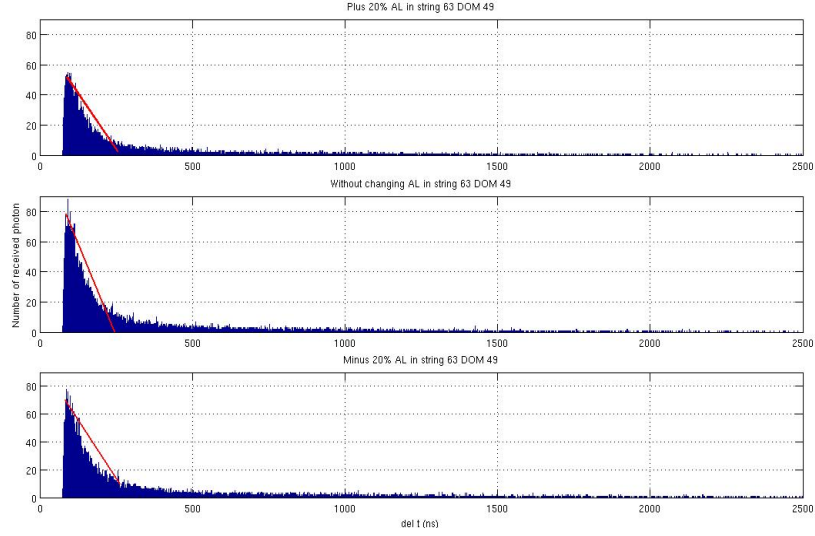 Plus 20% AL in string 63 DOM 49
80
60
40
20
0
0 500 1000 1500 2000 2500
Without changing AL in string 63 DOM 49
Number of received photon
80
60
40
20
0
0 500 1000 1500 2000 2500
Minus 20% AL in string 63 DOM 49
80
60
40
20
0
0 500 1000 1500 2000 2500
del t (ns)